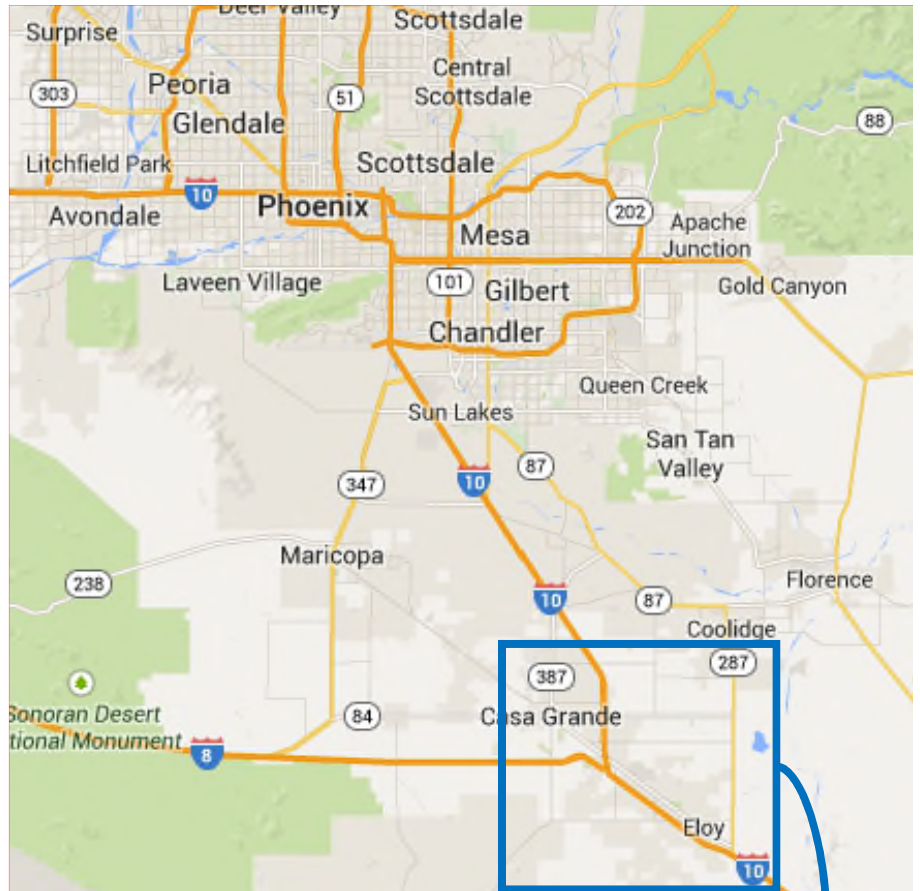 Deer Valley
Scottsdale
Surprise
Central
Scottsdale
Peoria
303
51
Glendale
88
Litchfield Park
Scottsdale
10
Avondale
Phoenix
202
Mesa
Apache
Junction
Laveen Village
101
Gilbert
Gold Canyon
Chandler
Queen Creek
Sun Lakes
San Tan
Valley
87
347
10
Maricopa
238
10
87
Florence
Coolidge
287
387
Sonoran Desert
tional Monument
84
Casa Grande
8
Eloy
10